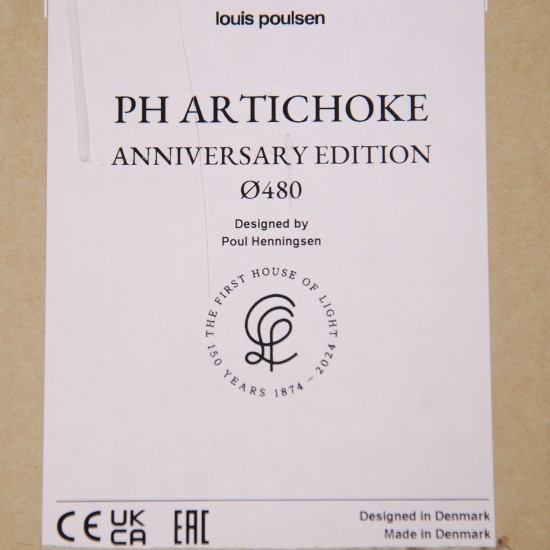 louis poulsen
PH ARTICHOKE
ANNIVERSARY EDITION
Ø480
Designed by
Poul Henningsen
THE FIRST HOUSE OF LIGHT
150 YEARS 1874 – 2024
CE UK CA EAC
Designed in Denmark
Made in Denmark